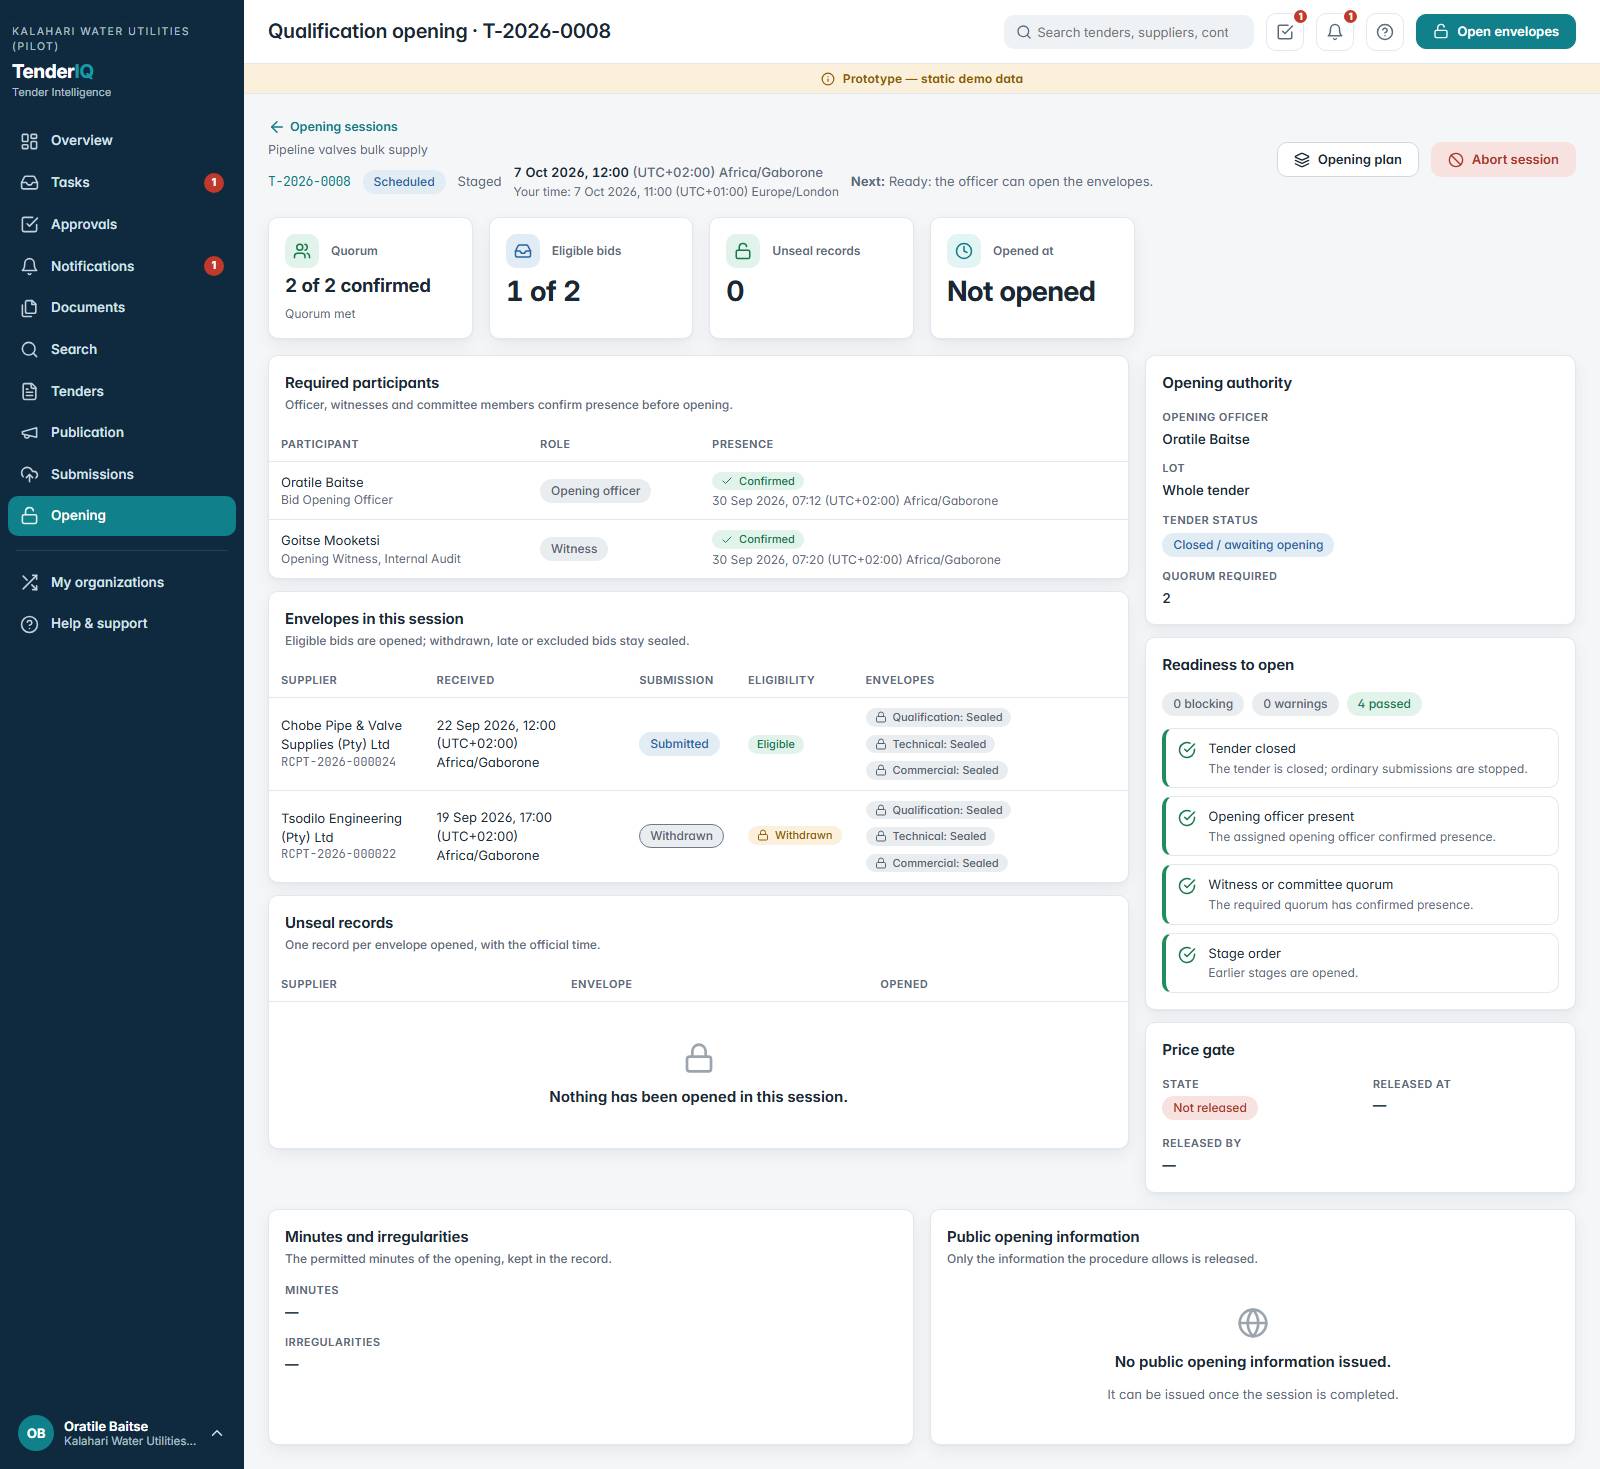 KALAHARI WATER UTILITIES
(PILOT)
TenderIQ
Tender Intelligence
Overview
Tasks 1
Approvals
Notifications 1
Documents
Search
Tenders
Publication
Submissions
Opening
My organizations
Help & support
OB
Oratile Baitse
Kalahari Water Utilities...
Qualification opening · T-2026-0008
Search tenders, suppliers, cont
1
1
Open envelopes
Prototype — static demo data
Opening sessions
Pipeline valves bulk supply
T-2026-0008 Scheduled Staged
7 Oct 2026, 12:00 (UTC+02:00) Africa/Gaborone
Your time: 7 Oct 2026, 11:00 (UTC+01:00) Europe/London
Next: Ready: the officer can open the envelopes.
Opening plan
Abort session
Quorum
2 of 2 confirmed
Quorum met
Eligible bids
1 of 2
Unseal records
0
Opened at
Not opened
Required participants
Officer, witnesses and committee members confirm presence before opening.
PARTICIPANT ROLE PRESENCE
Oratile Baitse
Bid Opening Officer
Opening officer
Confirmed
30 Sep 2026, 07:12 (UTC+02:00) Africa/Gaborone
Goitse Mooketsi
Opening Witness, Internal Audit
Witness
Confirmed
30 Sep 2026, 07:20 (UTC+02:00) Africa/Gaborone
Envelopes in this session
Eligible bids are opened; withdrawn, late or excluded bids stay sealed.
SUPPLIER RECEIVED SUBMISSION ELIGIBILITY ENVELOPES
Chobe Pipe & Valve
Supplies (Pty) Ltd
RCPT-2026-000024
22 Sep 2026, 12:00
(UTC+02:00)
Africa/Gaborone
Submitted
Eligible
Qualification: Sealed
Technical: Sealed
Commercial: Sealed
Tsodilo Engineering
(Pty) Ltd
RCPT-2026-000022
19 Sep 2026, 17:00
(UTC+02:00)
Africa/Gaborone
Withdrawn
Withdrawn
Qualification: Sealed
Technical: Sealed
Commercial: Sealed
Unseal records
One record per envelope opened, with the official time.
SUPPLIER ENVELOPE OPENED
Nothing has been opened in this session.
Opening authority
OPENING OFFICER
Oratile Baitse
LOT
Whole tender
TENDER STATUS
Closed / awaiting opening
QUORUM REQUIRED
2
Readiness to open
0 blocking 0 warnings 4 passed
Tender closed
The tender is closed; ordinary submissions are stopped.
Opening officer present
The assigned opening officer confirmed presence.
Witness or committee quorum
The required quorum has confirmed presence.
Stage order
Earlier stages are opened.
Price gate
STATE
Not released
RELEASED AT
—
RELEASED BY
—
Minutes and irregularities
The permitted minutes of the opening, kept in the record.
MINUTES
—
IRREGULARITIES
—
Public opening information
Only the information the procedure allows is released.
No public opening information issued.
It can be issued once the session is completed.